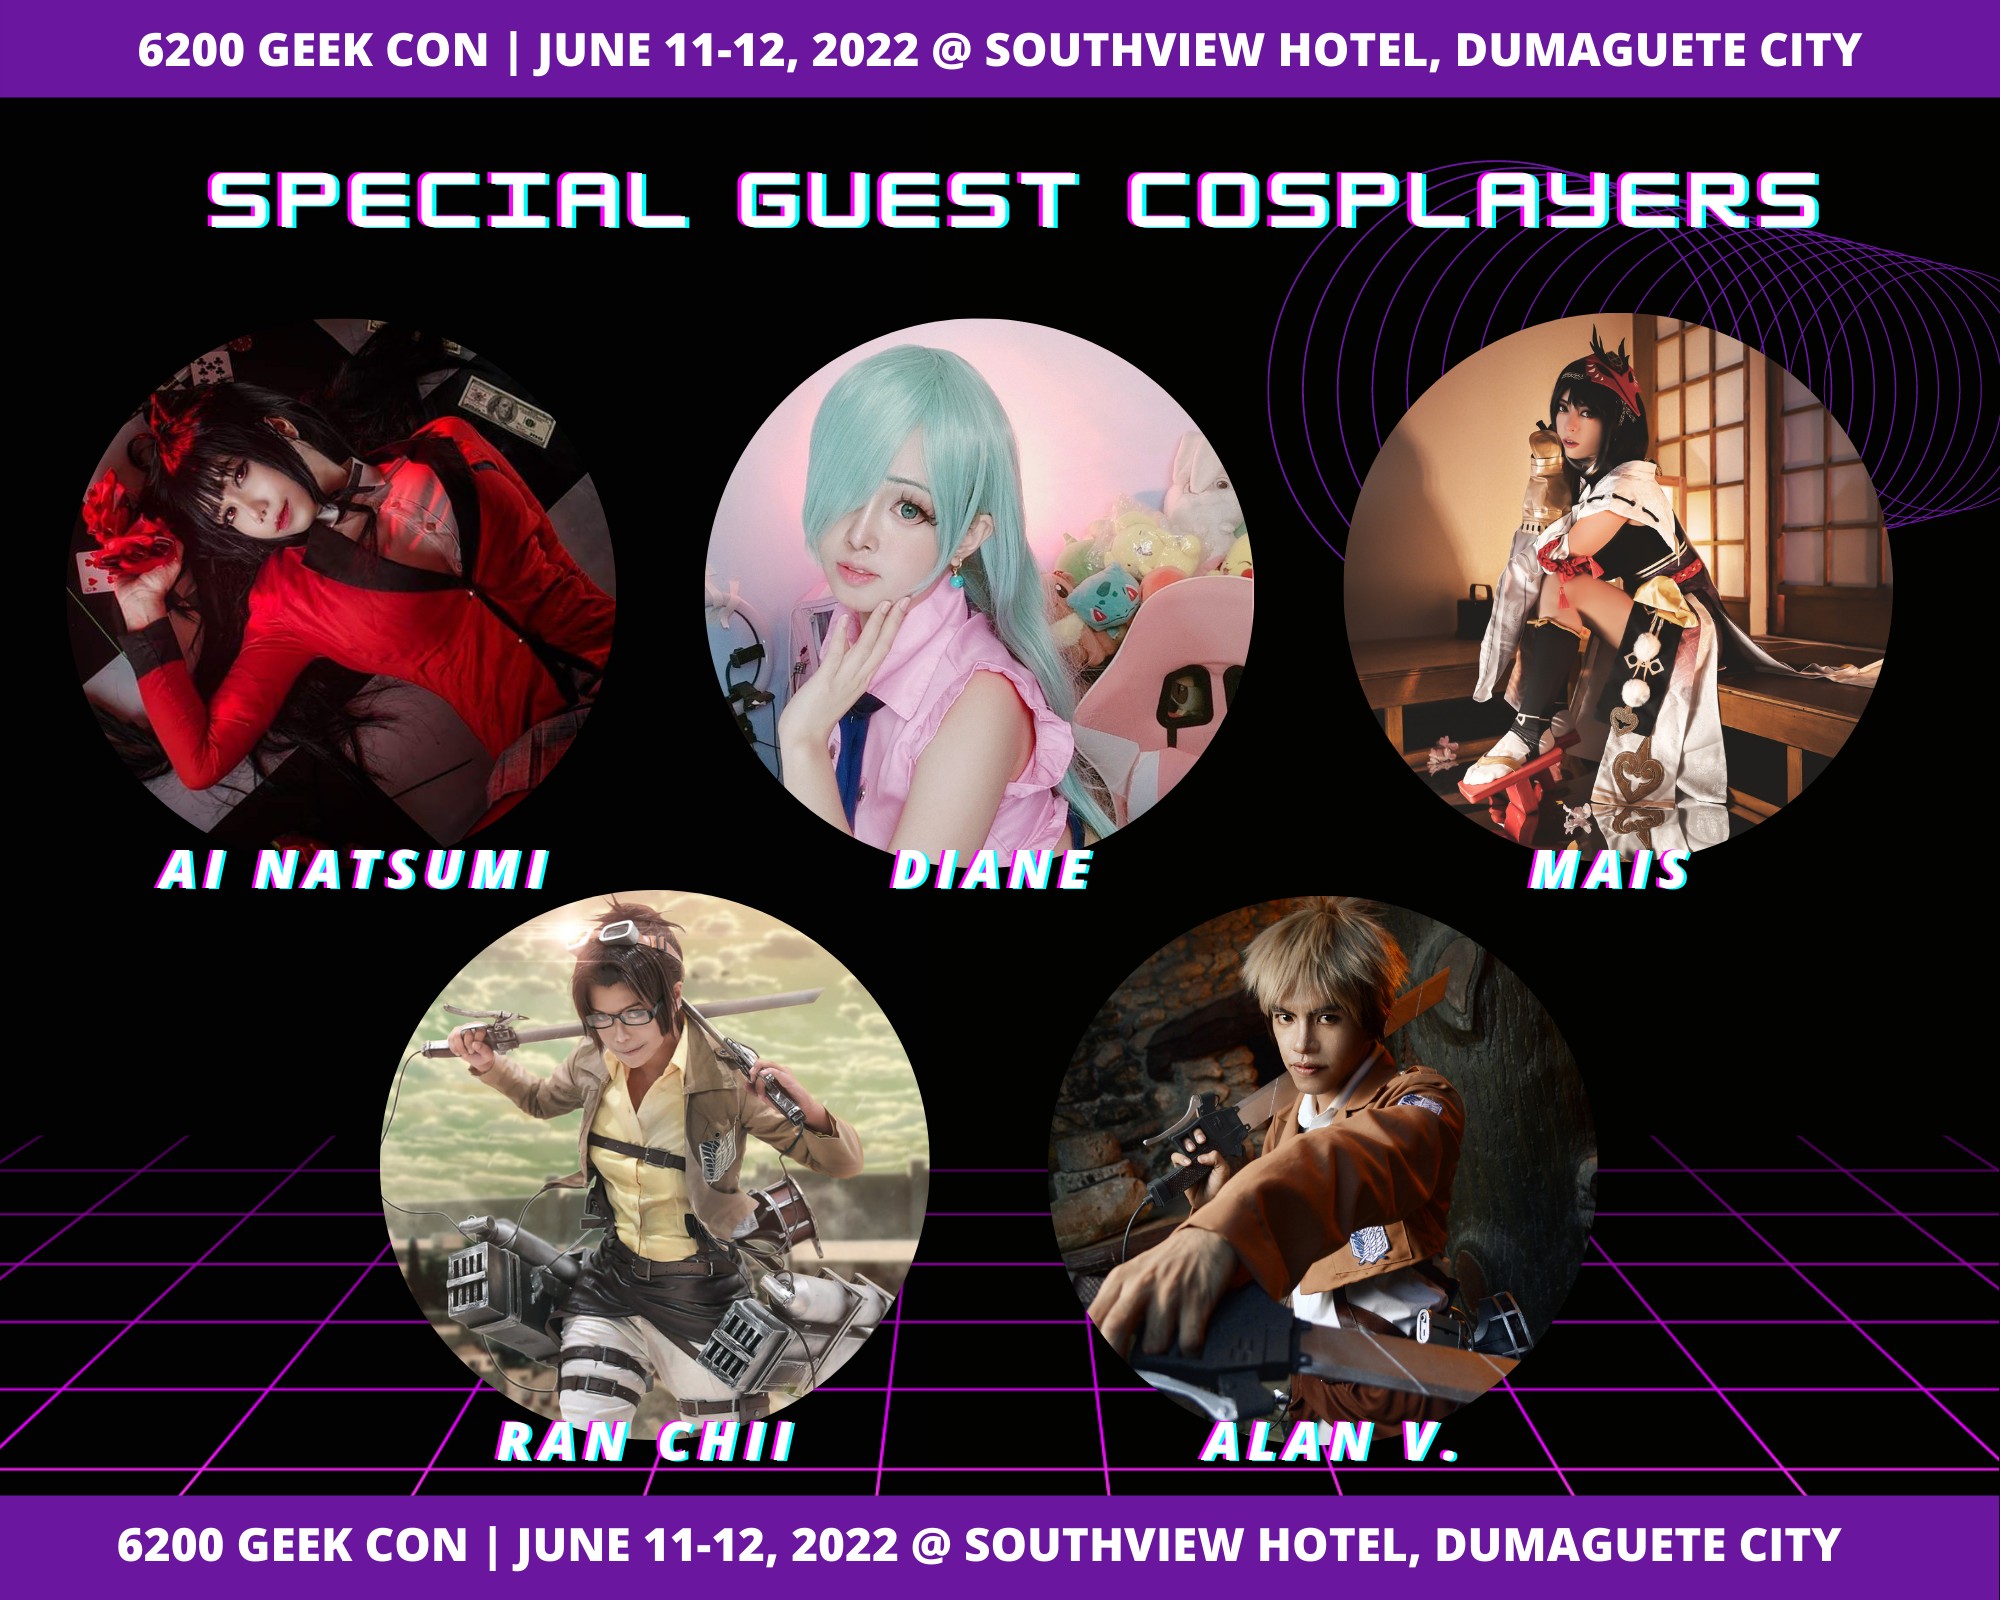 6200 GEEK CON | JUNE 11-12, 2022 @ SOUTHVIEW HOTEL, DUMAGUETE CITY
SPECIAL GUEST COSPLAYERS
AI NATSUMI
DIANE
MAIS
RAN CHII
ALAN V.
6200 GEEK CON | JUNE 11-12, 2022 @ SOUTHVIEW HOTEL, DUMAGUETE CITY